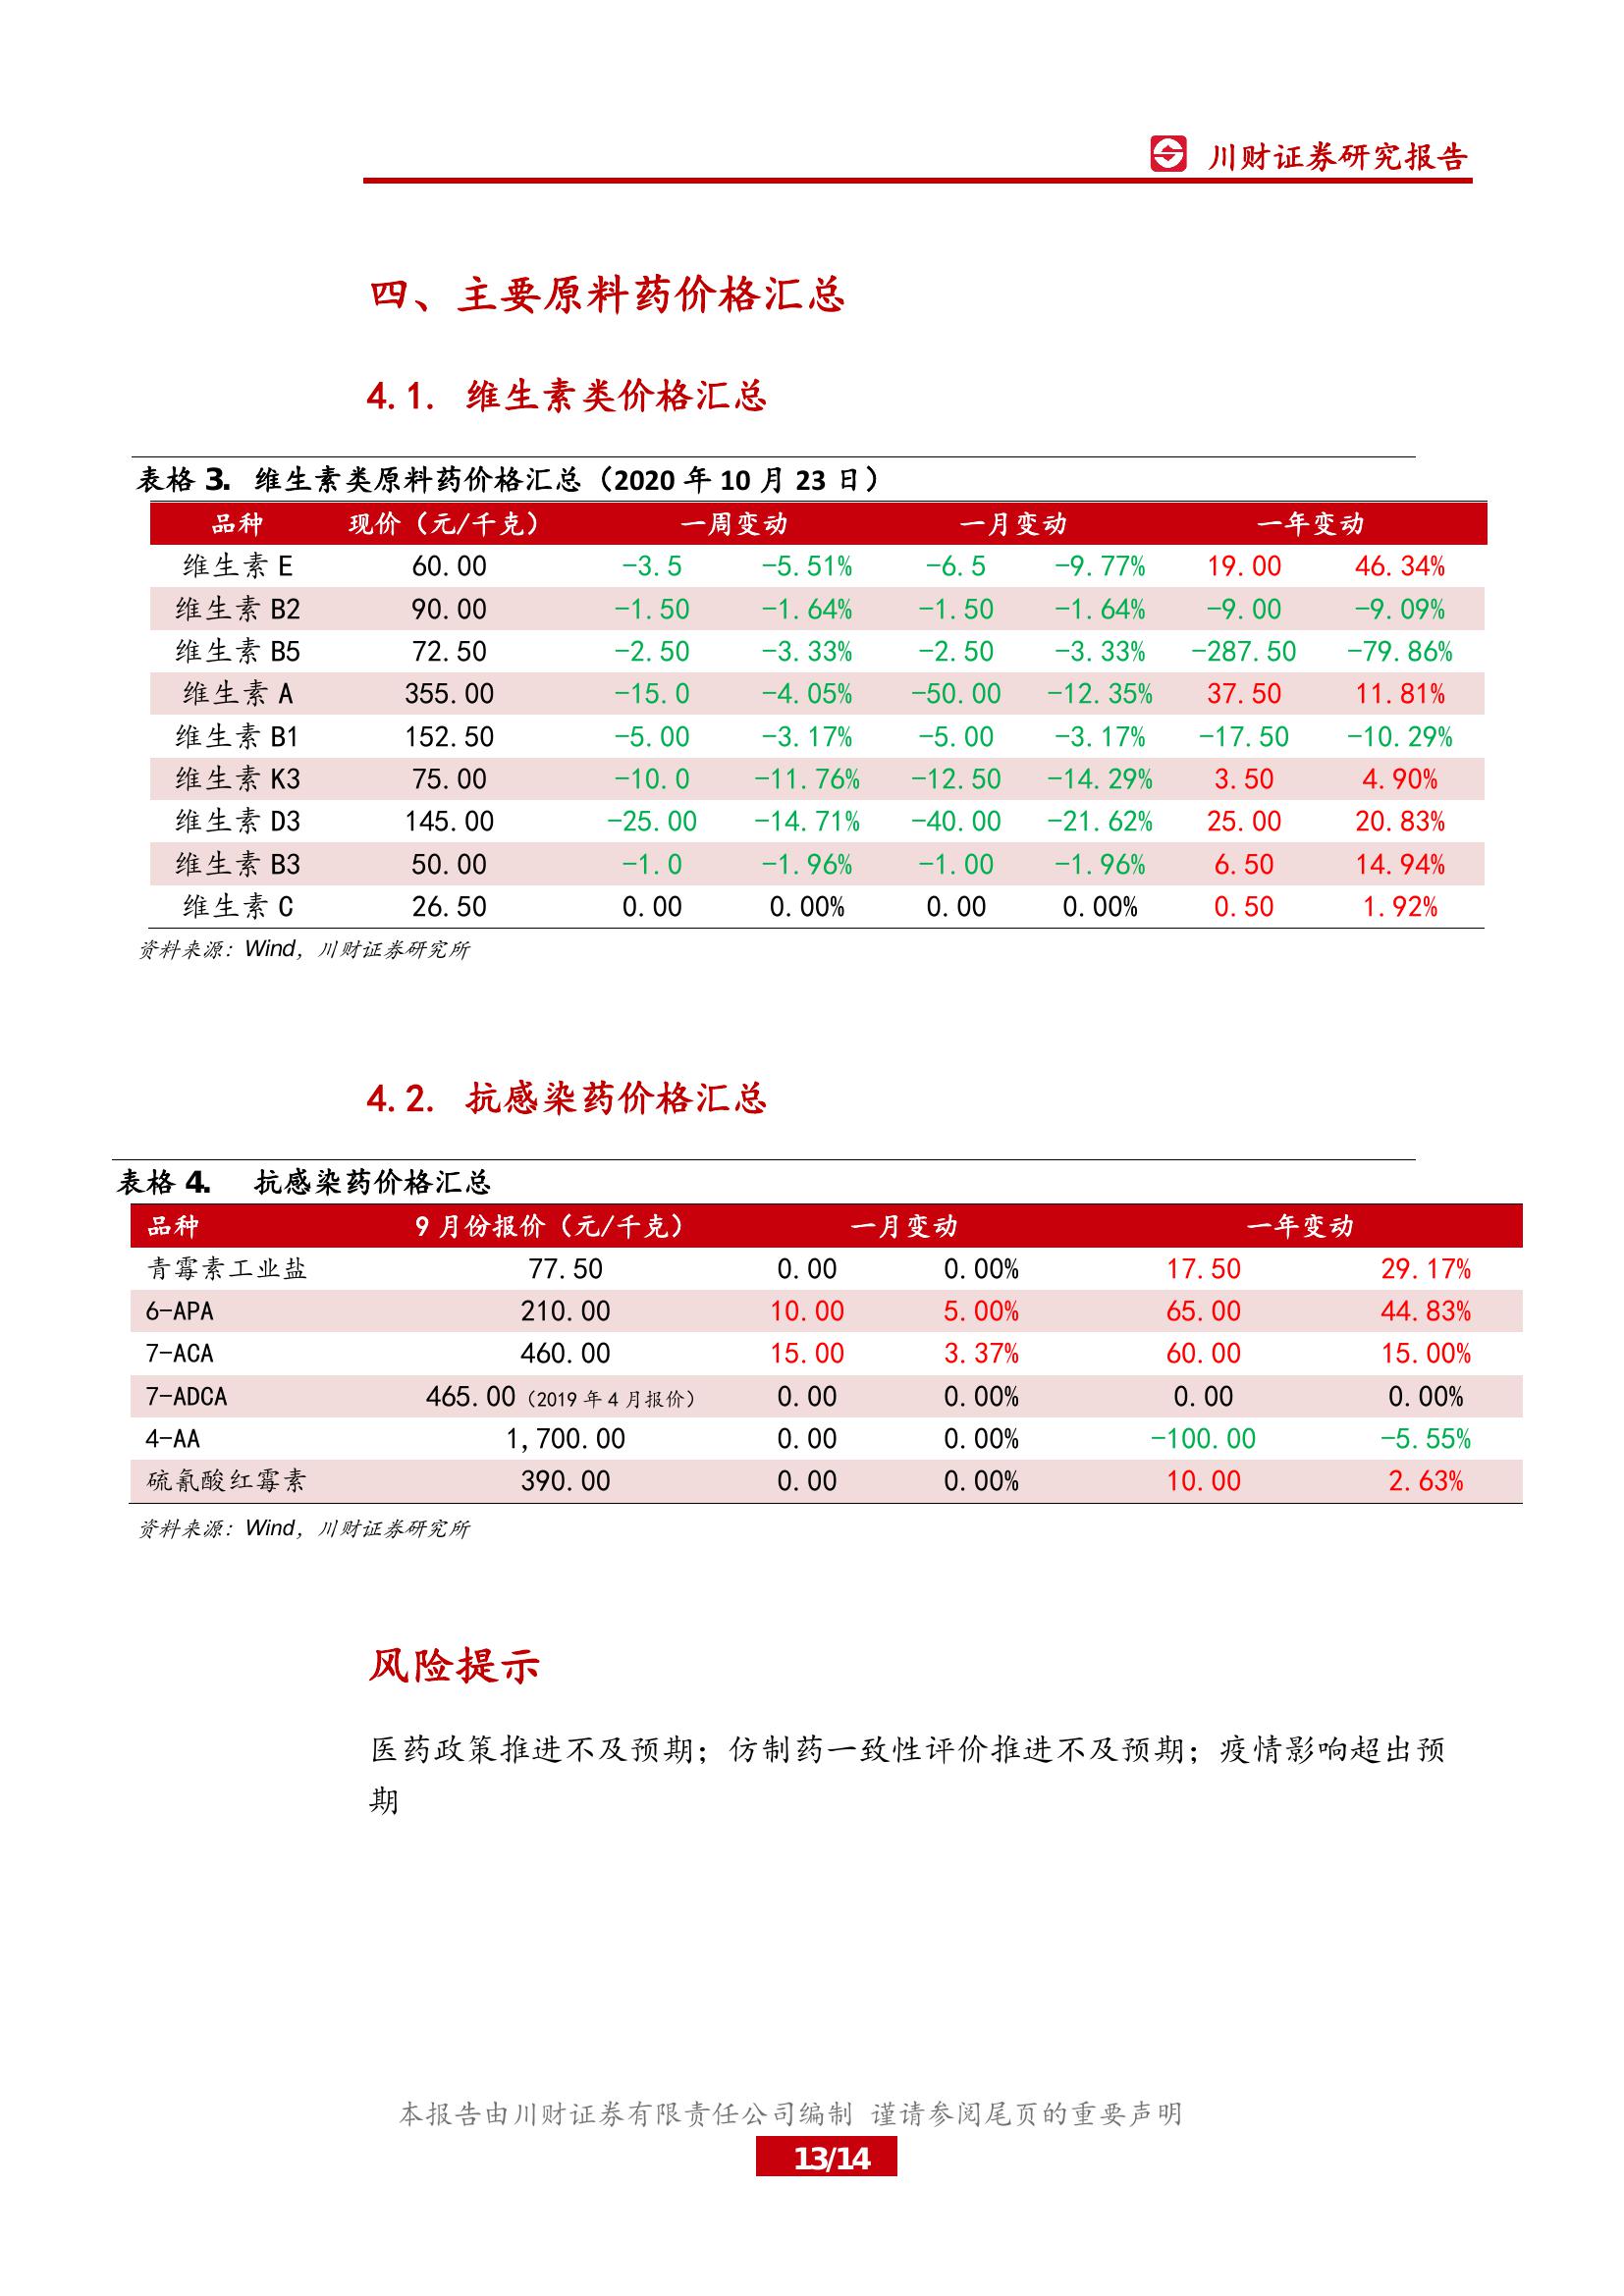 川财证券研究报告
四、主要原料药价格汇总
4.1. 维生素类价格汇总
表格 3. 维生素类原料药价格汇总（2020 年 10 月 23 日）
品种 现价（元/千克） 一周变动 一月变动 一年变动
维生素 E 60.00 -3.5 -5.51% -6.5 -9.77% 19.00 46.34%
维生素 B2 90.00 -1.50 -1.64% -1.50 -1.64% -9.00 -9.09%
维生素 B5 72.50 -2.50 -3.33% -2.50 -3.33% -287.50 -79.86%
维生素 A 355.00 -15.0 -4.05% -50.00 -12.35% 37.50 11.81%
维生素 B1 152.50 -5.00 -3.17% -5.00 -3.17% -17.50 -10.29%
维生素 K3 75.00 -10.0 -11.76% -12.50 -14.29% 3.50 4.90%
维生素 D3 145.00 -25.00 -14.71% -40.00 -21.62% 25.00 20.83%
维生素 B3 50.00 -1.0 -1.96% -1.00 -1.96% 6.50 14.94%
维生素 C 26.50 0.00 0.00% 0.00 0.00% 0.50 1.92%
资料来源：Wind，川财证券研究所
4.2. 抗感染药价格汇总
表格 4. 抗感染药价格汇总
品种 9 月份报价（元/千克） 一月变动 一年变动
青霉素工业盐 77.50 0.00 0.00% 17.50 29.17%
6-APA 210.00 10.00 5.00% 65.00 44.83%
7-ACA 460.00 15.00 3.37% 60.00 15.00%
7-ADCA 465.00（2019 年 4 月报价） 0.00 0.00% 0.00 0.00%
4-AA 1,700.00 0.00 0.00% -100.00 -5.55%
硫氰酸红霉素 390.00 0.00 0.00% 10.00 2.63%
资料来源：Wind，川财证券研究所
风险提示
医药政策推进不及预期；仿制药一致性评价推进不及预期；疫情影响超出预
期
本报告由川财证券有限责任公司编制 谨请参阅尾页的重要声明
13/14